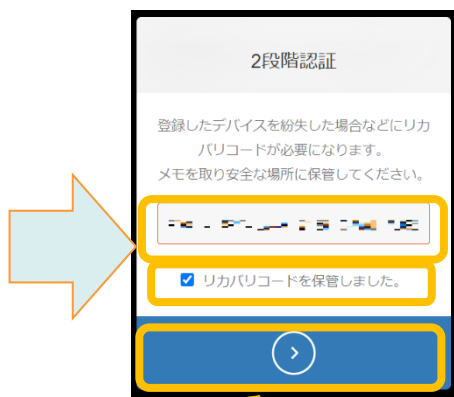 2段階認証
登録したデバイスを紛失した場合などにリカ
バリコードが必要になります。
メモを取り安全な場所に保管してください。
リカバリコードを保管しました。